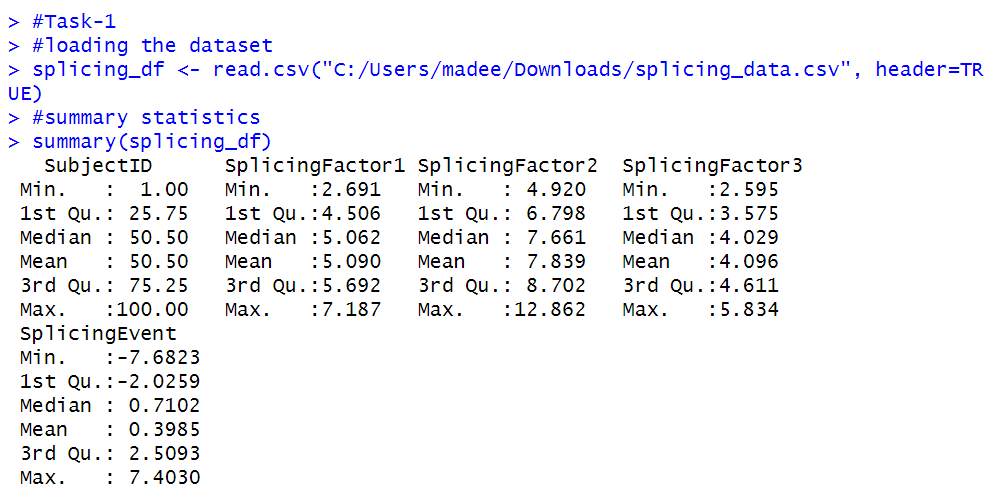 > #Task-1
> #loading the dataset
> splicing_df <- read.csv("C:/Users/madee/Downloads/splicing_data.csv", header=TR
UE)
> #summary statistics
> summary(splicing_df)
   SubjectID      SplicingFactor1 SplicingFactor2  SplicingFactor3
 Min.   :  1.00   Min.   :2.691   Min.   : 4.920   Min.   :2.595
 1st Qu.: 25.75   1st Qu.:4.506   1st Qu.: 6.798   1st Qu.:3.575
 Median : 50.50   Median :5.062   Median : 7.661   Median :4.029
 Mean   : 50.50   Mean   :5.090   Mean   : 7.839   Mean   :4.096
 3rd Qu.: 75.25   3rd Qu.:5.692   3rd Qu.: 8.702   3rd Qu.:4.611
 Max.   :100.00   Max.   :7.187   Max.   :12.862   Max.   :5.834
 SplicingEvent
 Min.   :-7.6823
 1st Qu.:-2.0259
 Median : 0.7102
 Mean   : 0.3985
 3rd Qu.: 2.5093
 Max.   : 7.4030